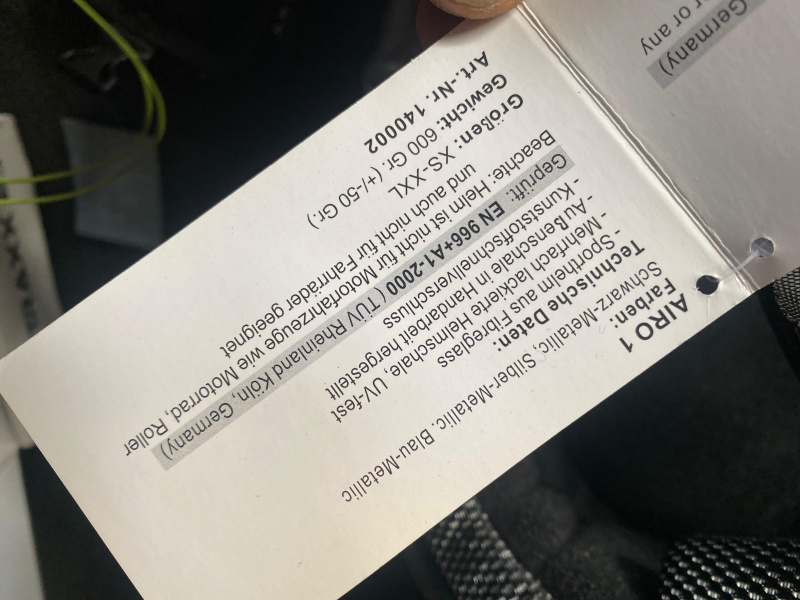 AIRO 1
Farben:
Schwarz-Metallic, Silber-Metallic, Blau-Metallic
Technische Daten:
- Sporthelm aus Fibreglass
- Mehrfach lackierte Helmschale, UV-fest
- Außenschale in Handarbeit hergestellt
- Kunststoffschnellverschluss
Geprüft: EN 966+A1-2000 (TÜV Rheinland Köln, Germany)
Beachte: Helm ist nicht für Motorfahrzeuge wie Motorrad, Roller
und auch nicht für Fahrräder geeignet
Größen: XS-XXL
Gewicht: 600 Gr. (+/-50 Gr.)
Art.-Nr. 140002
Germany)
or any